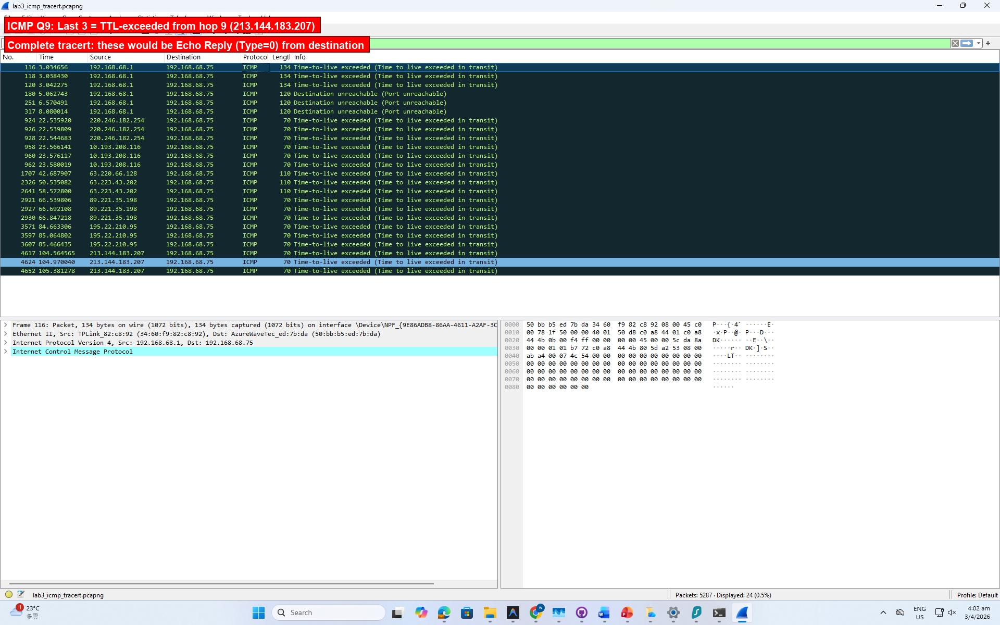 lab3_icmp_tracert.pcapng
ICMP Q9: Last 3 = TTL-exceeded from hop 9 (213.144.183.207)
Complete tracert: these would be Echo Reply (Type=0) from destination
No. Time Source Destination Protocol Lengtl Info
116 3.034656 192.168.68.1 192.168.68.75 ICMP 134 Time-to-live exceeded (Time to live exceeded in transit)
118 3.038430 192.168.68.1 192.168.68.75 ICMP 134 Time-to-live exceeded (Time to live exceeded in transit)
120 3.042275 192.168.68.1 192.168.68.75 ICMP 134 Time-to-live exceeded (Time to live exceeded in transit)
180 5.062743 192.168.68.1 192.168.68.75 ICMP 120 Destination unreachable (Port unreachable)
251 6.570491 192.168.68.1 192.168.68.75 ICMP 120 Destination unreachable (Port unreachable)
317 8.080014 192.168.68.1 192.168.68.75 ICMP 120 Destination unreachable (Port unreachable)
924 22.535920 220.246.182.254 192.168.68.75 ICMP 70 Time-to-live exceeded (Time to live exceeded in transit)
926 22.539809 220.246.182.254 192.168.68.75 ICMP 70 Time-to-live exceeded (Time to live exceeded in transit)
928 22.544683 220.246.182.254 192.168.68.75 ICMP 70 Time-to-live exceeded (Time to live exceeded in transit)
958 23.566141 10.193.208.116 192.168.68.75 ICMP 70 Time-to-live exceeded (Time to live exceeded in transit)
960 23.576117 10.193.208.116 192.168.68.75 ICMP 70 Time-to-live exceeded (Time to live exceeded in transit)
962 23.580019 10.193.208.116 192.168.68.75 ICMP 70 Time-to-live exceeded (Time to live exceeded in transit)
1707 42.687907 63.220.66.128 192.168.68.75 ICMP 110 Time-to-live exceeded (Time to live exceeded in transit)
2326 50.535082 63.223.43.202 192.168.68.75 ICMP 110 Time-to-live exceeded (Time to live exceeded in transit)
2641 58.572800 63.223.43.202 192.168.68.75 ICMP 110 Time-to-live exceeded (Time to live exceeded in transit)
2921 66.539806 89.221.35.198 192.168.68.75 ICMP 70 Time-to-live exceeded (Time to live exceeded in transit)
2927 66.692108 89.221.35.198 192.168.68.75 ICMP 70 Time-to-live exceeded (Time to live exceeded in transit)
2930 66.847218 89.221.35.198 192.168.68.75 ICMP 70 Time-to-live exceeded (Time to live exceeded in transit)
3571 84.663306 195.22.210.95 192.168.68.75 ICMP 70 Time-to-live exceeded (Time to live exceeded in transit)
3597 85.064802 195.22.210.95 192.168.68.75 ICMP 70 Time-to-live exceeded (Time to live exceeded in transit)
3607 85.466435 195.22.210.95 192.168.68.75 ICMP 70 Time-to-live exceeded (Time to live exceeded in transit)
4617 104.564565 213.144.183.207 192.168.68.75 ICMP 70 Time-to-live exceeded (Time to live exceeded in transit)
4624 104.970040 213.144.183.207 192.168.68.75 ICMP 70 Time-to-live exceeded (Time to live exceeded in transit)
4652 105.381278 213.144.183.207 192.168.68.75 ICMP 70 Time-to-live exceeded (Time to live exceeded in transit)
Frame 116: Packet, 134 bytes on wire (1072 bits), 134 bytes captured (1072 bits) on interface \Device\NPF_{9E86ADB8-86AA-4611-A2AF-3C
Ethernet II, Src: TPLink_82:c8:92 (34:60:f9:82:c8:92), Dst: AzureWaveTec_ed:7b:da (50:bb:b5:ed:7b:da)
Internet Protocol Version 4, Src: 192.168.68.1, Dst: 192.168.68.75
Internet Control Message Protocol
0000 50 bb b5 ed 7b da 34 60 f9 82 c8 92 08 00 45 c0 P···{·4` ······E·
0010 00 78 1f 50 00 00 40 01 50 d8 c0 a8 44 01 c0 a8 ·x·P··@· P···D···
0020 44 4b 0b 00 f4 ff 00 00 00 00 45 00 00 5c da 8a DK······ ··E··\··
0030 00 00 01 01 b7 72 c0 a8 44 4b 80 5d a2 53 08 00 ·····r·· DK·]·S··
0040 ab a4 00 07 4c 54 00 00 00 00 00 00 00 00 00 00 ····LT·· ········
0050 00 00 00 00 00 00 00 00 00 00 00 00 00 00 00 00 ········ ········
0060 00 00 00 00 00 00 00 00 00 00 00 00 00 00 00 00 ········ ········
0070 00 00 00 00 00 00 00 00 00 00 00 00 00 00 00 00 ········ ········
0080 00 00 00 00 00 00 ······
lab3_icmp_tracert.pcapng Packets: 5287 · Displayed: 24 (0.5%) Profile: Default
1 23°C
多雲
Search
ENG
US
4:02 am
3/4/2026